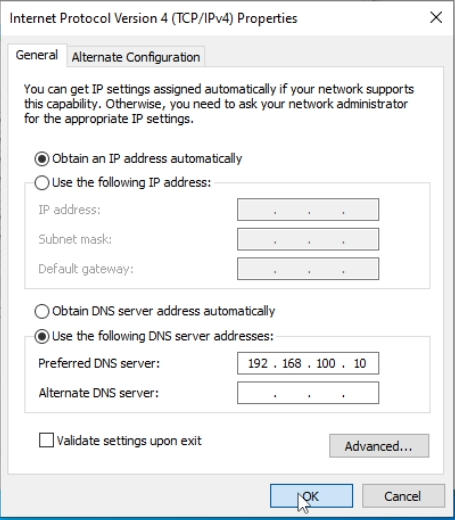 Internet Protocol Version 4 (TCP/IPv4) Properties
General
Alternate Configuration
You can get IP settings assigned automatically if your network supports
this capability. Otherwise, you need to ask your network administrator
for the appropriate IP settings.
Obtain an IP address automatically
Use the following IP address:
IP address:
Subnet mask:
Default gateway:
Obtain DNS server address automatically
Use the following DNS server addresses:
Preferred DNS server: 192 . 168 . 100 . 10
Alternate DNS server:
Validate settings upon exit
Advanced...
OK
Cancel